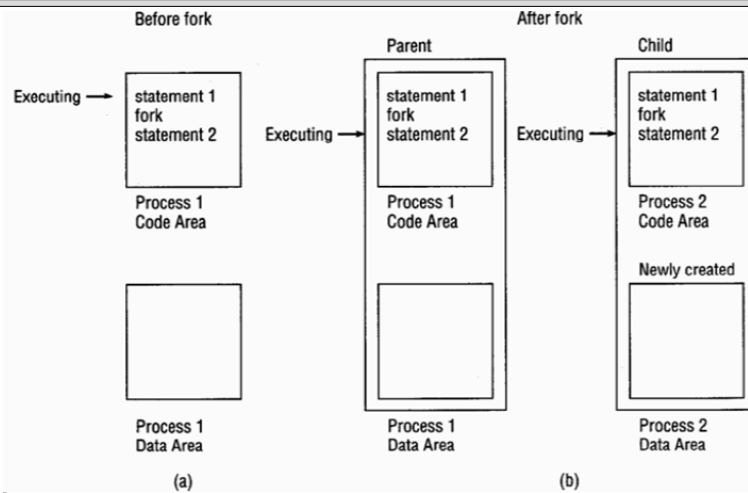 Before fork
After fork
Parent
Child
Executing
statement 1
fork
statement 2
Process 1
Code Area
Process 1
Data Area
(a)
Executing
statement 1
fork
statement 2
Process 1
Code Area
Process 1
Data Area
Executing
statement 1
fork
statement 2
Process 2
Code Area
Newly created
Process 2
Data Area
(b)